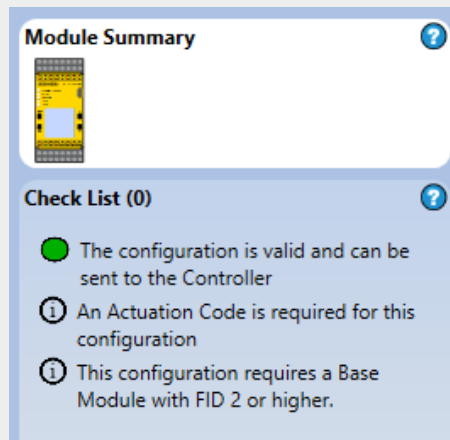 Module Summary
Check List (0)
The configuration is valid and can be
sent to the Controller
An Actuation Code is required for this
configuration
This configuration requires a Base
Module with FID 2 or higher.